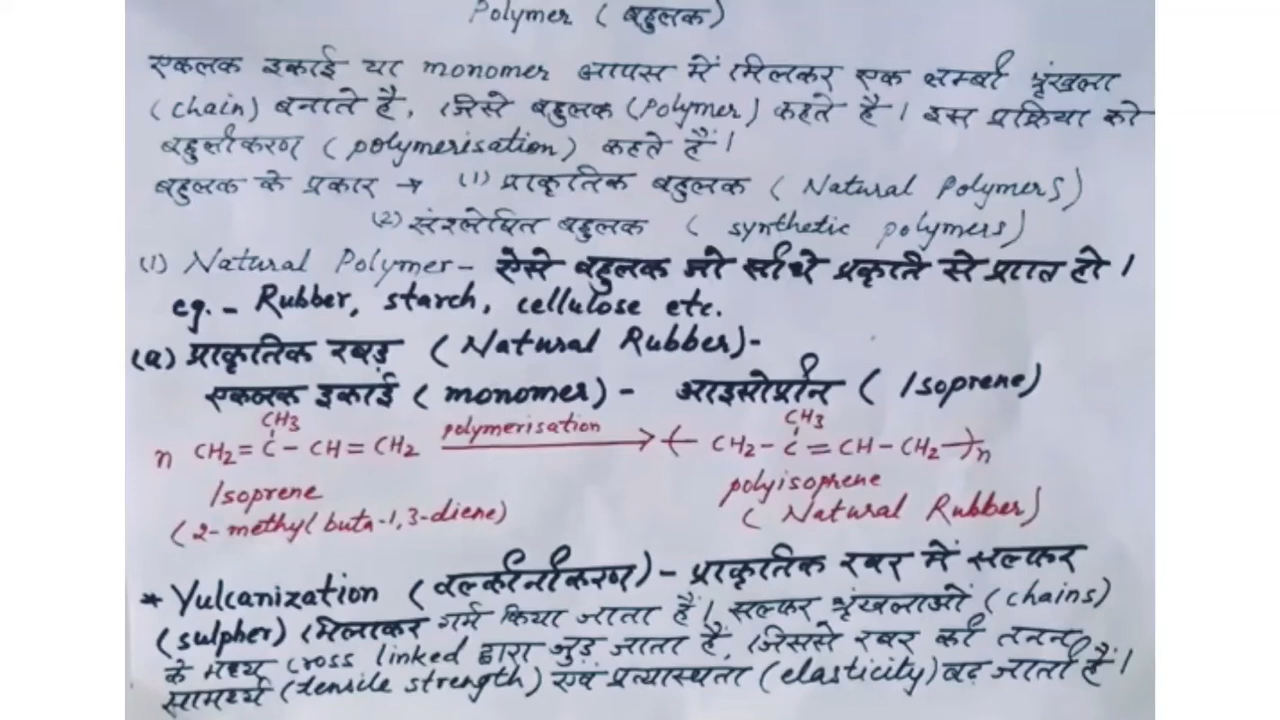 Polymer ( बहुलक )
एकलक इकाई या monomer आपस में मिलकर एक लम्बी श्रृंखला
(chain) बनाते है, जिसे बहुलक (Polymer) कहते है। इस प्रक्रिया को
बहुलीकरण ( polymerisation) कहते हैं।
बहुलक के प्रकार → (1) प्राकृतिक बहुलक ( Natural Polymers)
(2) संश्लेषित बहुलक ( synthetic polymers)
(1) Natural Polymer- ऐसे बहुलक जो सीधे प्रकृति से प्राप्त हो।
eg. - Rubber, starch, cellulose etc.
(a) प्राकृतिक रबड़ ( Natural Rubber)-
एकलक इकाई ( monomer) - आइसोप्रीन ( Isoprene)
CH3 CH3
n CH2 = C - CH = CH2 polymerisation → ( CH2 - C = CH - CH2 )n
Isoprene polyisoprene
(2-methyl buta-1,3-diene) ( Natural Rubber)
* Vulcanization (वल्कीनीकरण) - प्राकृतिक रबर में सल्फर
(sulpher) मिलाकर गर्म किया जाता हैं। सल्फर श्रृंखलाओं (chains)
के मध्य cross linked द्वारा जुड़ जाता है, जिससे रबर की तनन
सामर्थ्य (tensile strength) एवं प्रत्यास्थता (elasticity) बढ़ जाती हैं।